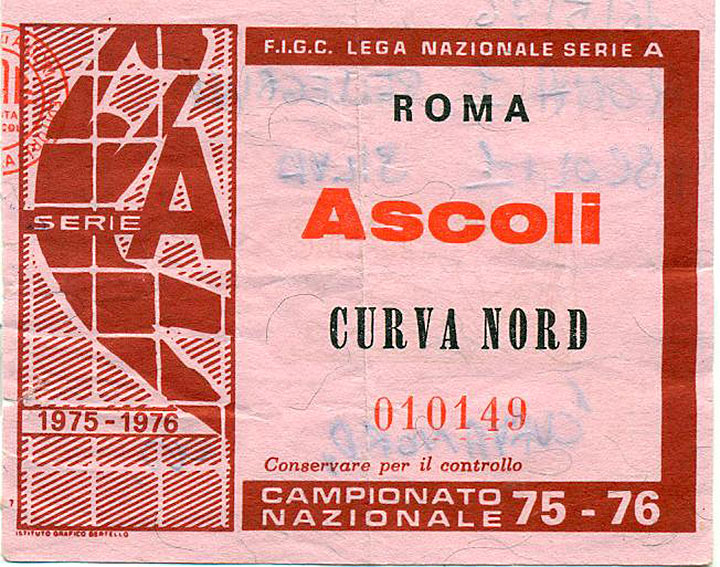 F.I.G.C. LEGA NAZIONALE SERIE A
ROMA
Ascoli
SERIE A
CURVA NORD
010149
1975-1976
Conservare per il controllo
CAMPIONATO
NAZIONALE 75-76
7
ISTITUTO GRAFICO BERTELLO